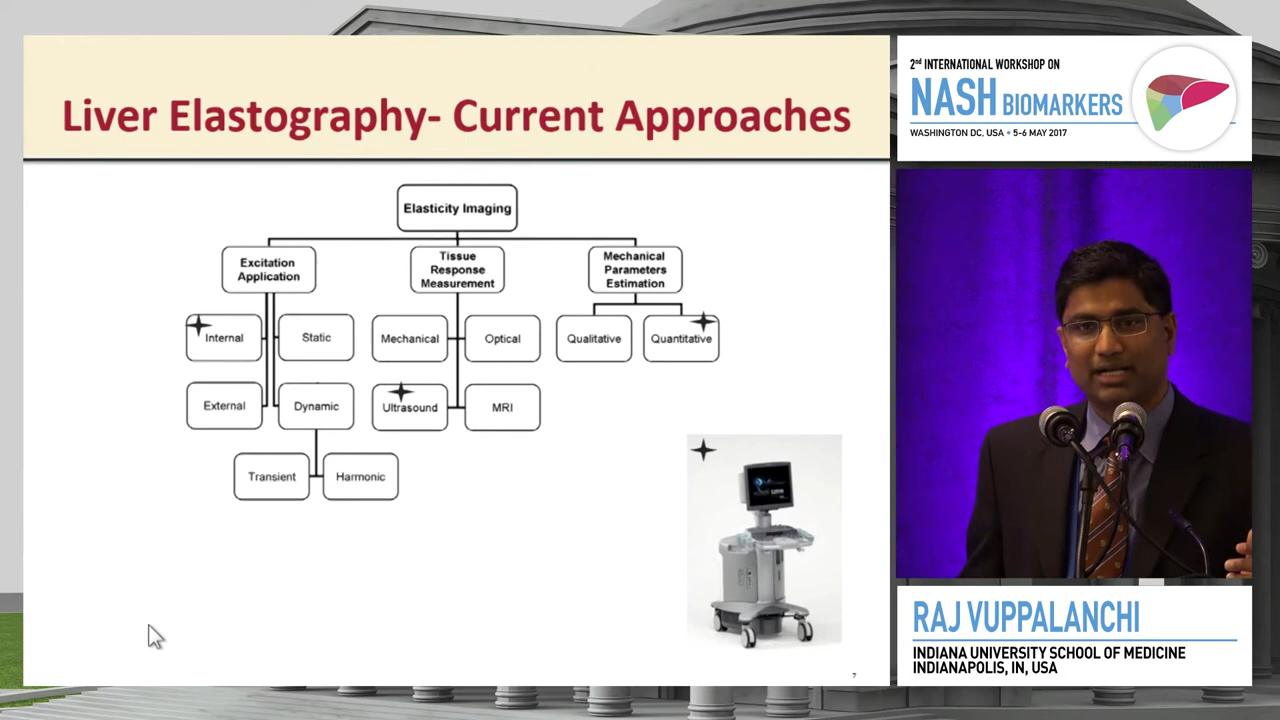 Liver Elastography- Current Approaches
Elasticity Imaging
Excitation
Application
Tissue
Response
Measurement
Mechanical
Parameters
Estimation
Internal
Static
Mechanical
Optical
Qualitative
Quantitative
External
Dynamic
Ultrasound
MRI
Transient
Harmonic
7
2nd INTERNATIONAL WORKSHOP ON
NASH BIOMARKERS
WASHINGTON DC, USA • 5-6 MAY 2017
RAJ VUPPALANCHI
INDIANA UNIVERSITY SCHOOL OF MEDICINE
INDIANAPOLIS, IN, USA